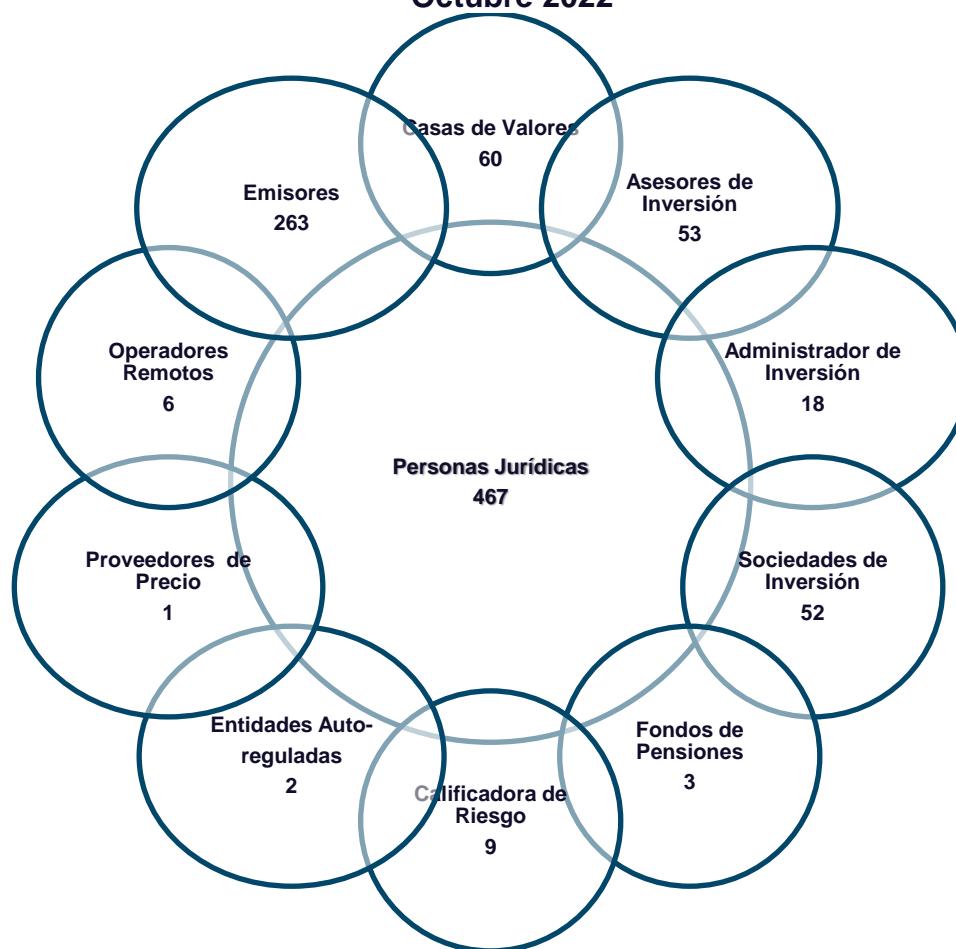 Octubre 2022
Casas de Valores
60
Asesores de
Inversión
53
Administrador de
Inversión
18
Sociedades de
Inversión
52
Fondos de
Pensiones
3
Calificadora de
Riesgo
9
Entidades Auto-
reguladas
2
Proveedores de
Precio
1
Operadores
Remotos
6
Emisores
263
Personas Jurídicas
467